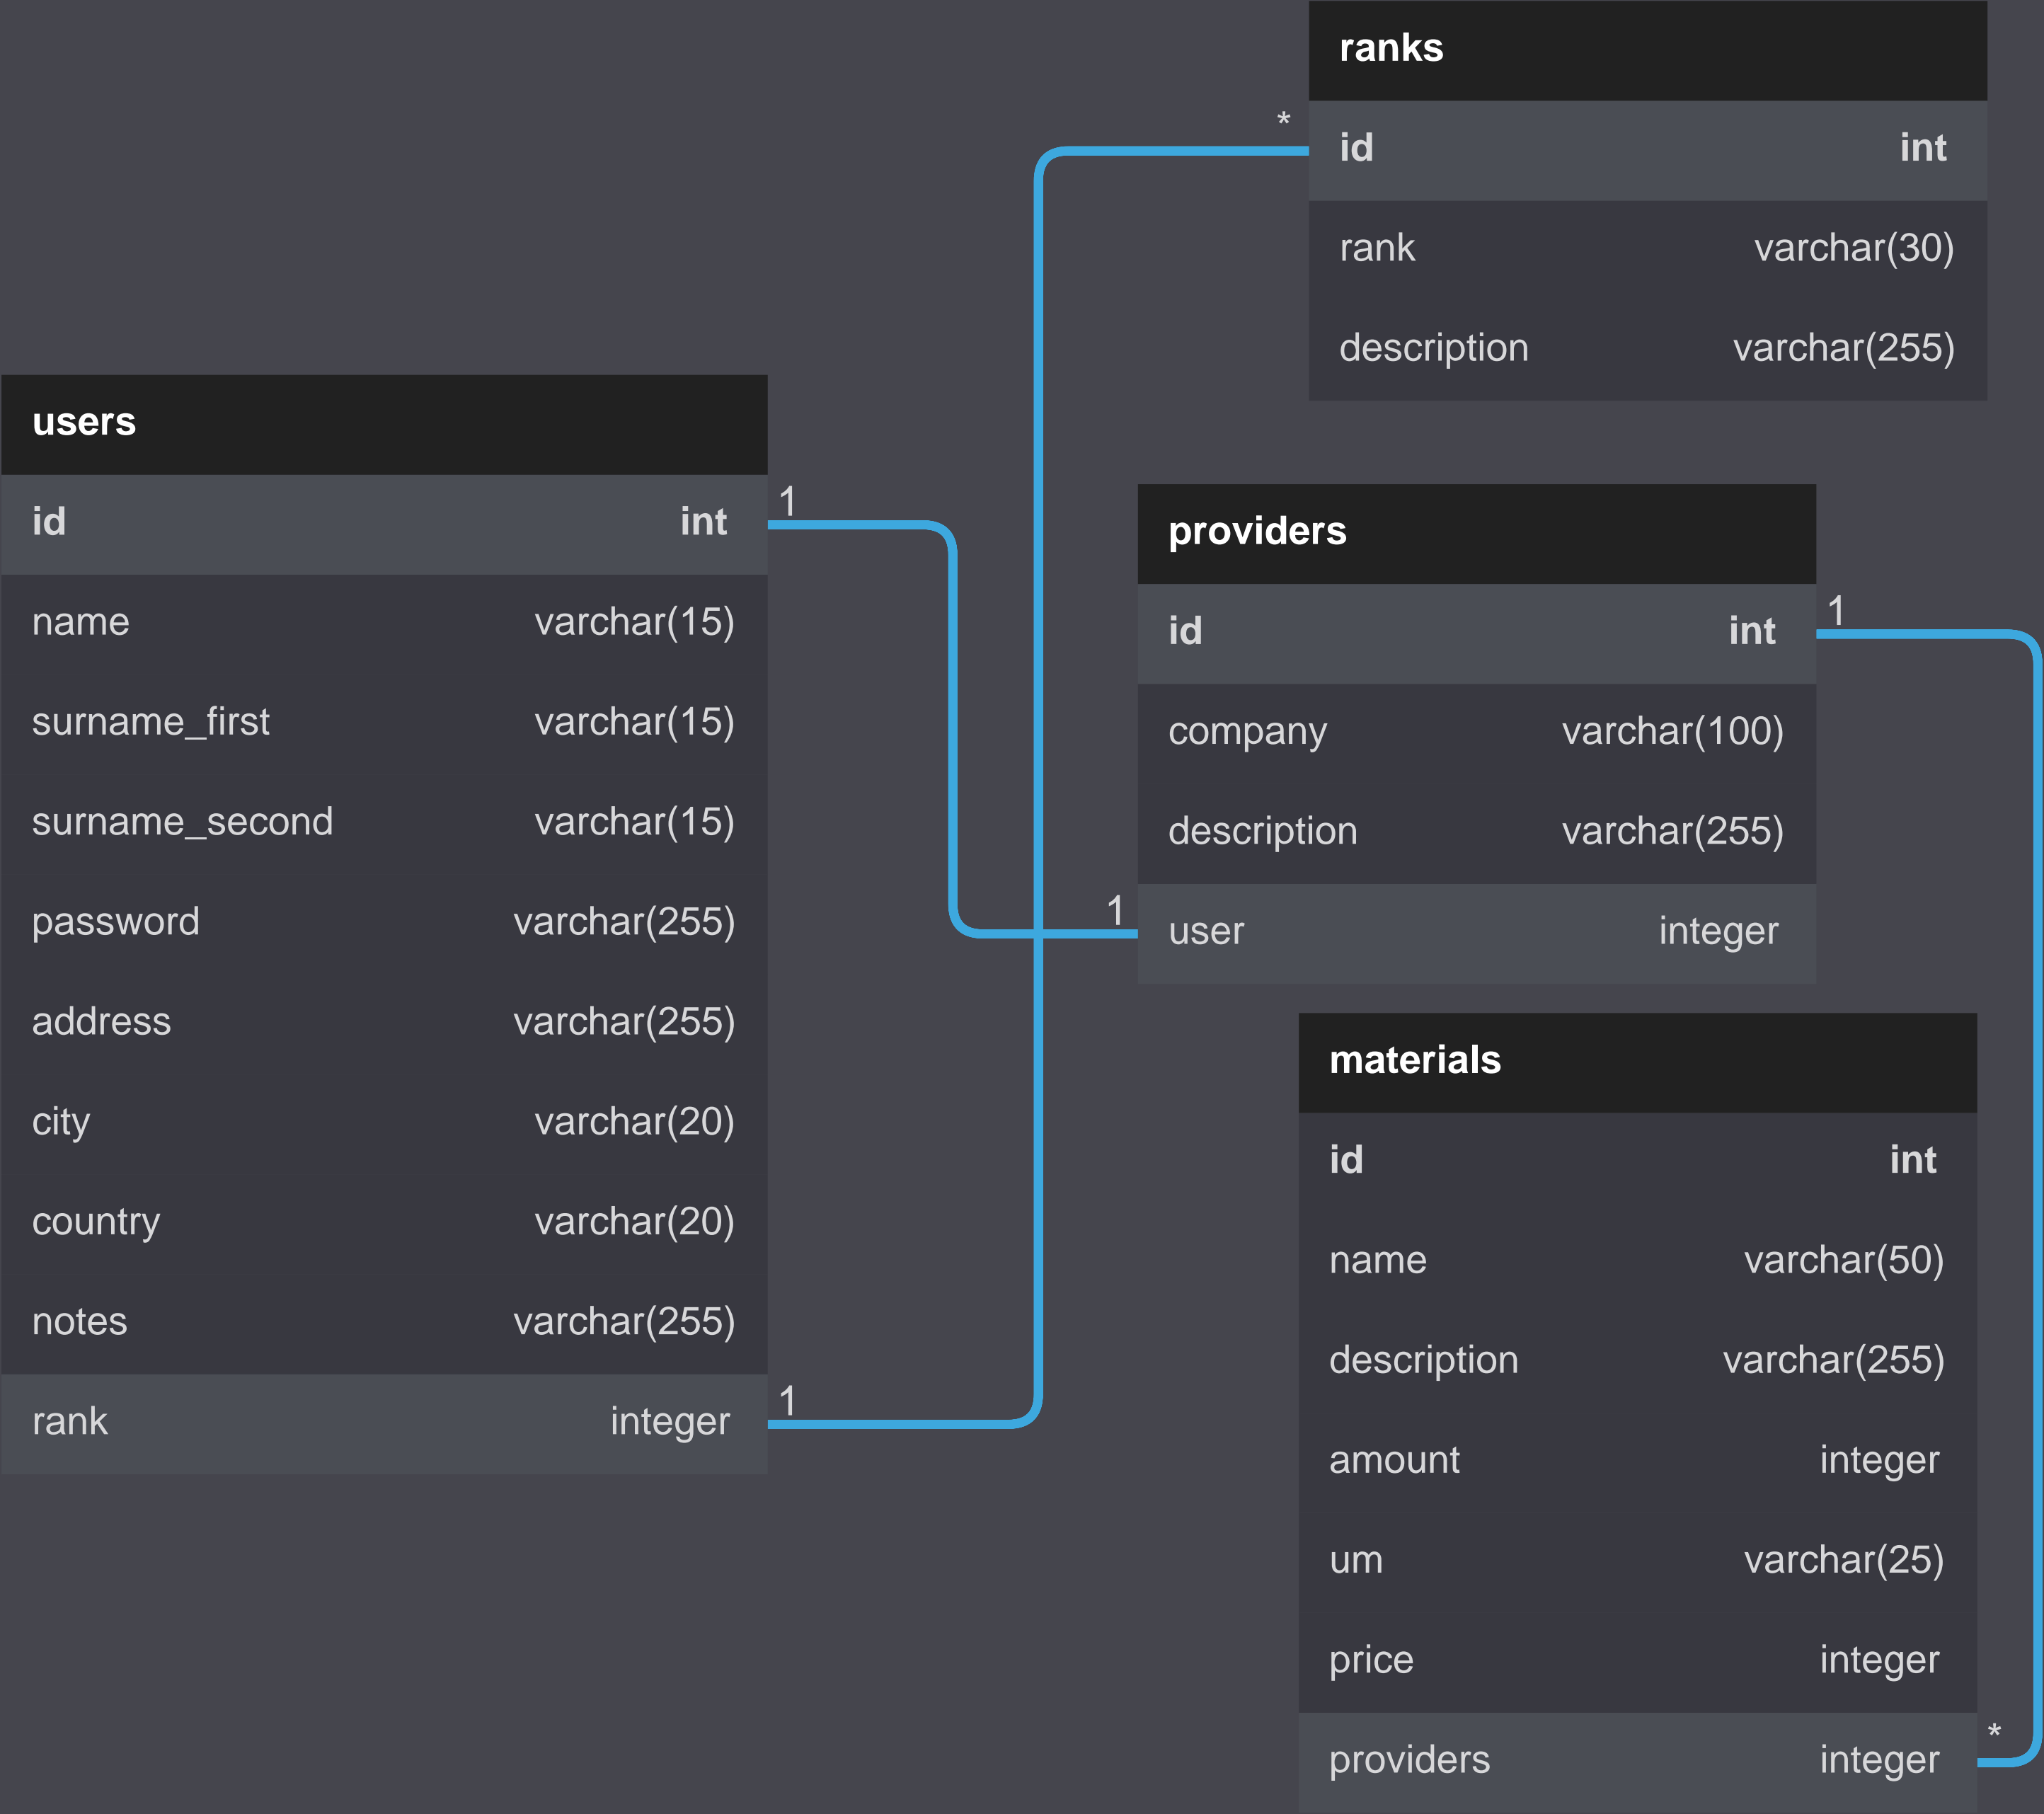 ranks
*
id int
rank varchar(30)
description varchar(255)
users
1
id int
name varchar(15)
surname_first varchar(15)
surname_second varchar(15)
password varchar(255)
address varchar(255)
city varchar(20)
country varchar(20)
notes varchar(255)
1
rank integer
providers
1
id int
company varchar(100)
description varchar(255)
1
user integer
materials
id int
name varchar(50)
description varchar(255)
amount integer
um varchar(25)
price integer
*
providers integer